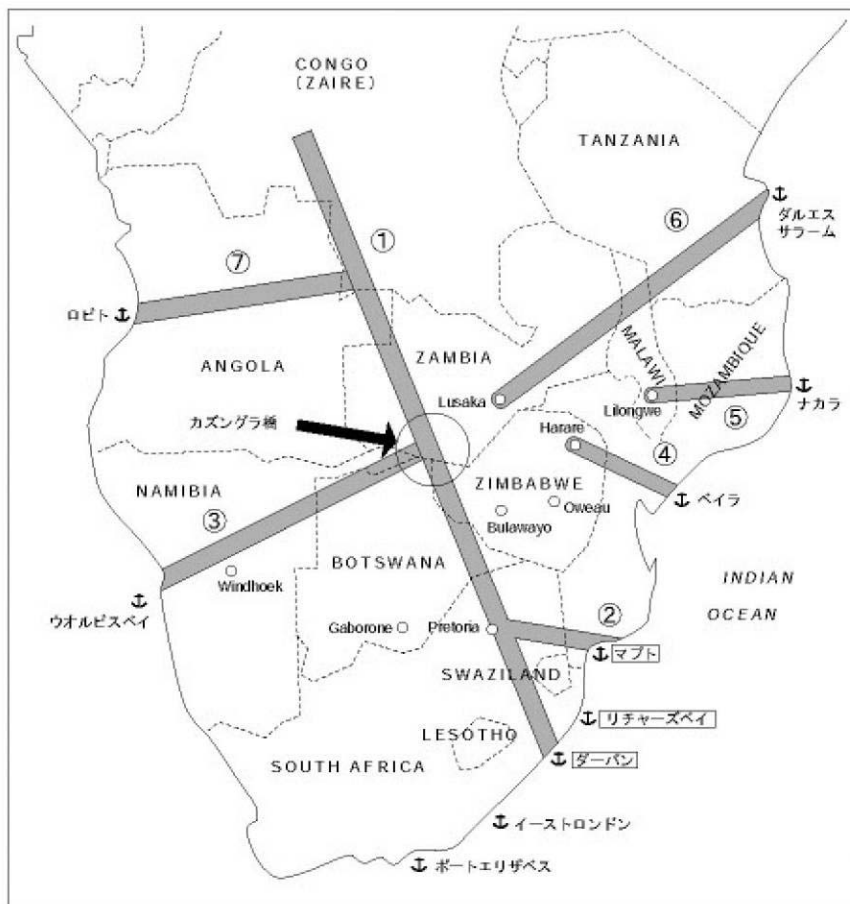 CONGO
(ZAIRE)
TANZANIA
⑥
ダルエス
サラーム
①
⑦
ロビト
ANGOLA
ZAMBIA
MALAWI
MOZAMBIQUE
Lusaka
Lilongwe
ナカラ
⑤
カズングラ橋
Harare
④
NAMIBIA
ZIMBABWE
ベイラ
③
Bulawayo
Oweau
BOTSWANA
INDIAN
OCEAN
Windhoek
ウオルビスベイ
Gaborone
Pretoria
②
マプト
SWAZILAND
リチャーズベイ
LESOTHO
ダーバン
SOUTH AFRICA
イーストロンドン
ポートエリザベス